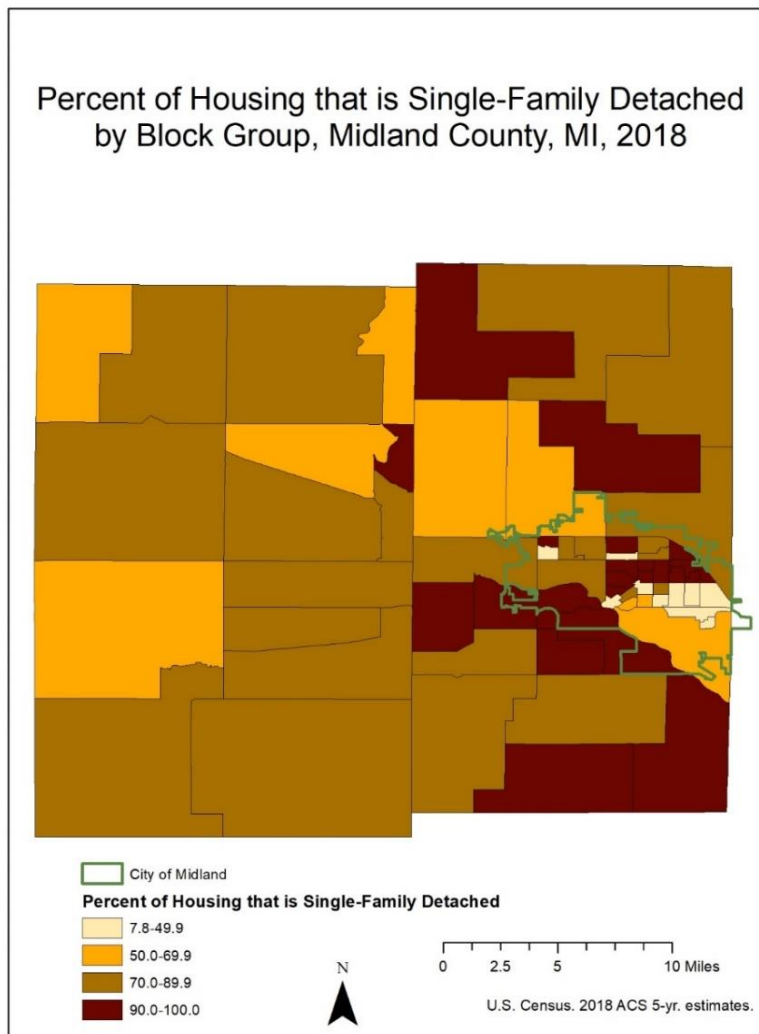 Percent of Housing that is Single-Family Detached
by Block Group, Midland County, MI, 2018
City of Midland
Percent of Housing that is Single-Family Detached
7.8-49.9
50.0-69.9
70.0-89.9
90.0-100.0
N
0 2.5 5 10 Miles
U.S. Census. 2018 ACS 5-yr. estimates.